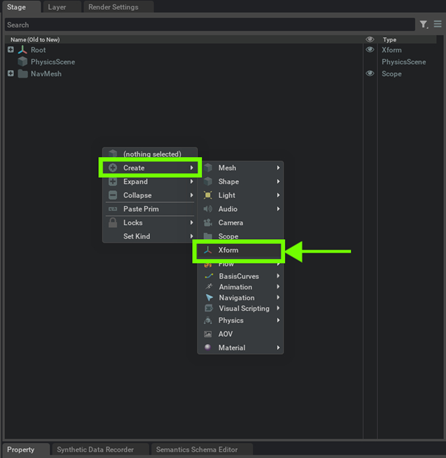 Stage Layer Render Settings
Search
Name (Old to New) Type
Root Xform
PhysicsScene PhysicsScene
NavMesh Scope
(nothing selected)
Create
Expand
Collapse
Paste Prim
Locks
Set Kind
Mesh
Shape
Light
Audio
Camera
Scope
Xform
Flow
BasisCurves
Animation
Navigation
Visual Scripting
Physics
AOV
Material
Property Synthetic Data Recorder Semantics Schema Editor